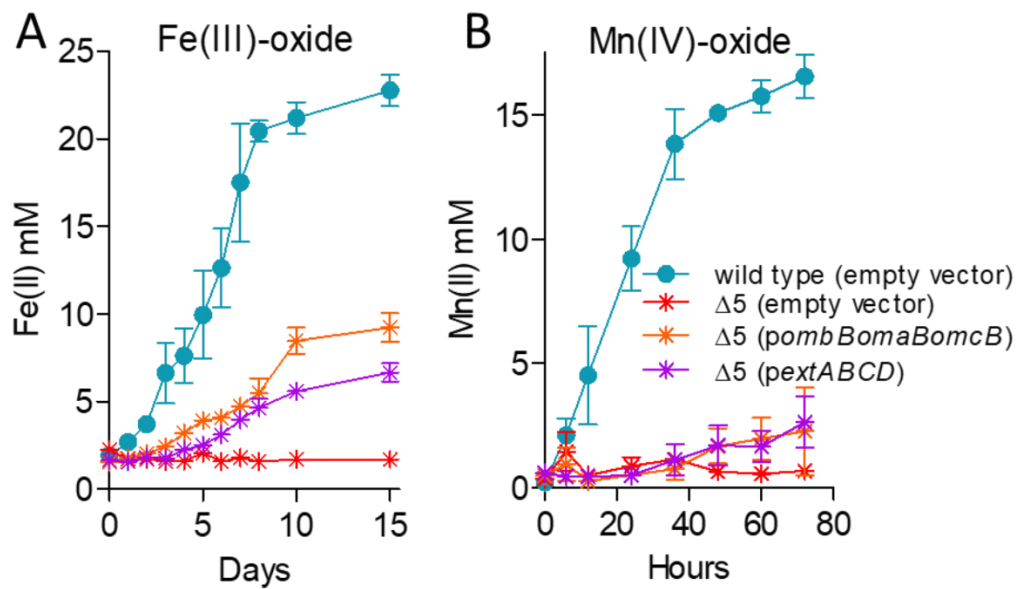 A
Fe(III)-oxide
25
20
15
10
5
0
Fe(II) mM
0 5 10 15
Days
B
Mn(IV)-oxide
15
10
5
0
Mn(II) mM
wild type (empty vector)
Δ5 (empty vector)
Δ5 (pombBomaBomcB)
Δ5 (pextABCD)
0 20 40 60 80
Hours